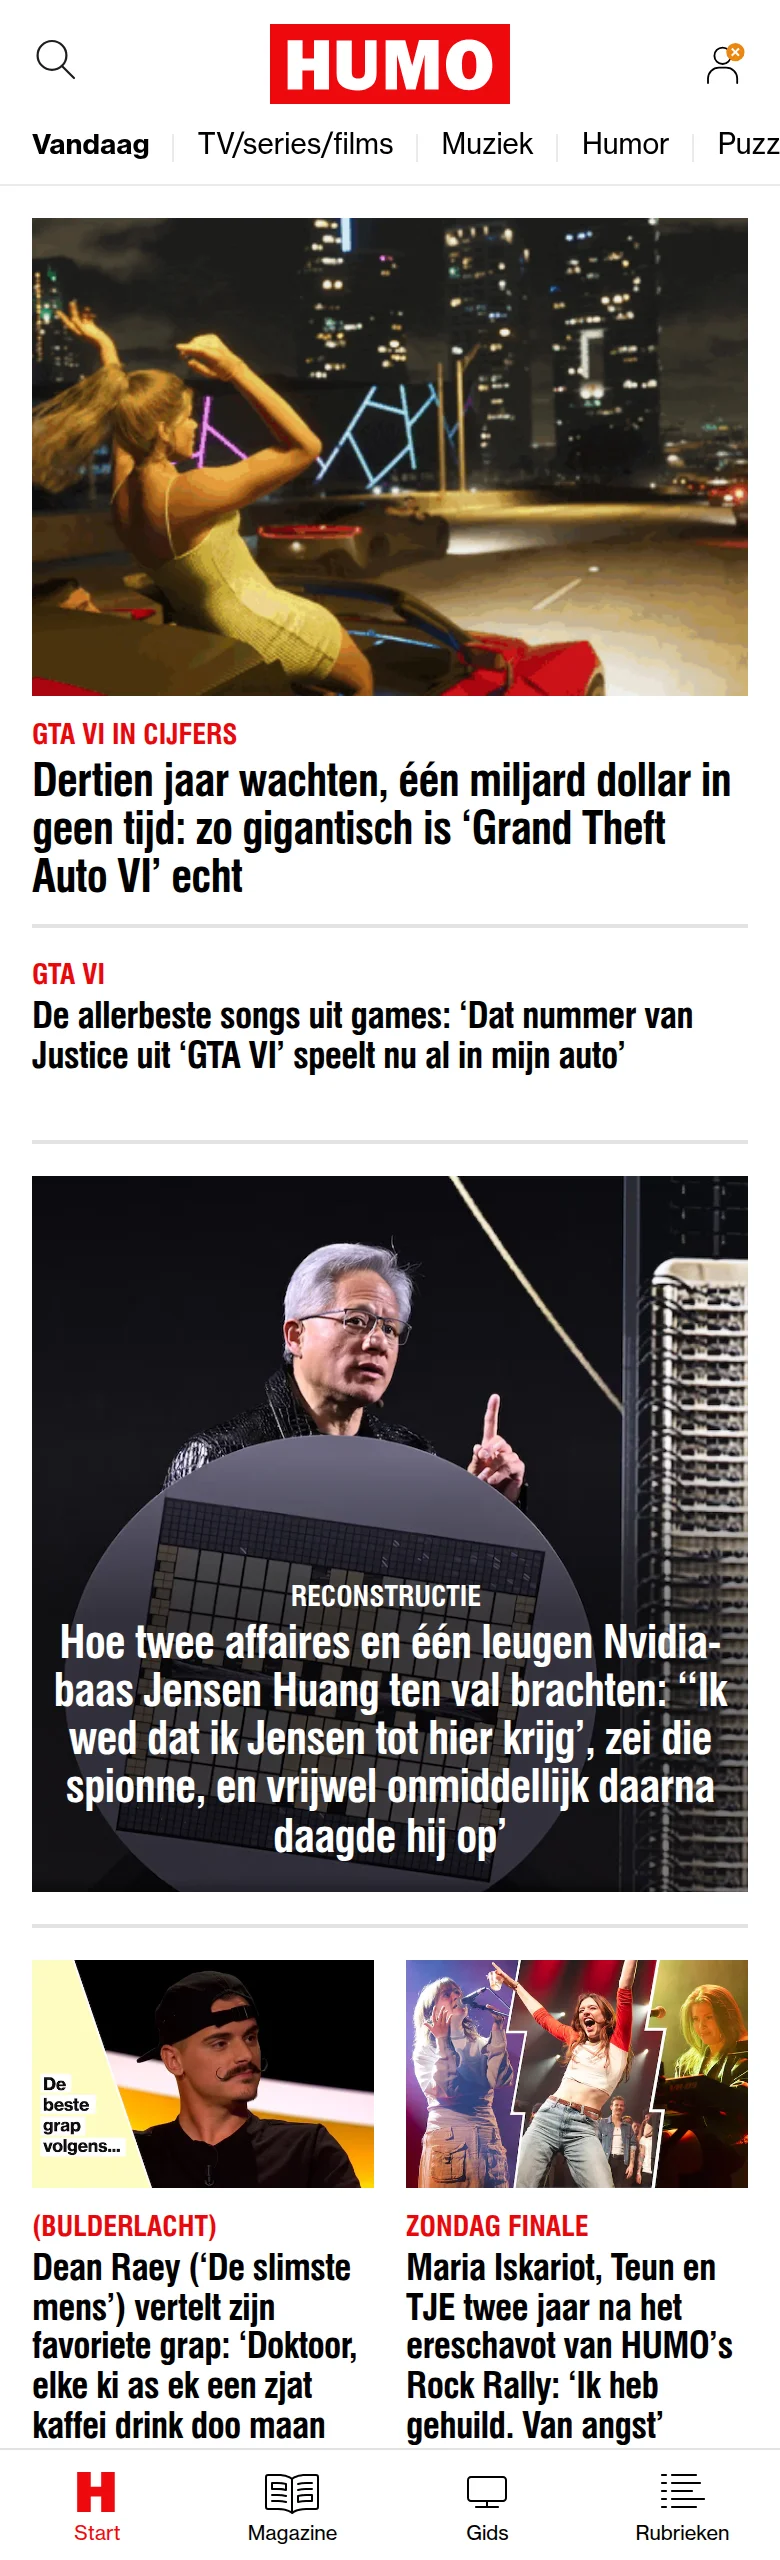 HUMO
Vandaag
TV/series/films
Muziek
Humor
Puzz
GTA VI IN CIJFERS
Dertien jaar wachten, één miljard dollar in
geen tijd: zo gigantisch is ‘Grand Theft
Auto VI’ echt
GTA VI
De allerbeste songs uit games: ‘Dat nummer van
Justice uit ‘GTA VI’ speelt nu al in mijn auto’
RECONSTRUCTIE
Hoe twee affaires en één leugen Nvidia-
baas Jensen Huang ten val brachten: “Ik
wed dat ik Jensen tot hier krijg’, zei die
spionne, en vrijwel onmiddellijk daarna
daagde hij op’
De
beste
grap
volgens...
(BULDERLACHT)
Dean Raey (‘De slimste
mens’) vertelt zijn
favoriete grap: ‘Doktoor,
elke ki as ek een zjat
kaffei drink doo maan
ZONDAG FINALE
Maria Iskariot, Teun en
TJE twee jaar na het
ereschavot van HUMO’s
Rock Rally: ‘Ik heb
gehuild. Van angst’
H
Start
Magazine
Gids
Rubrieken